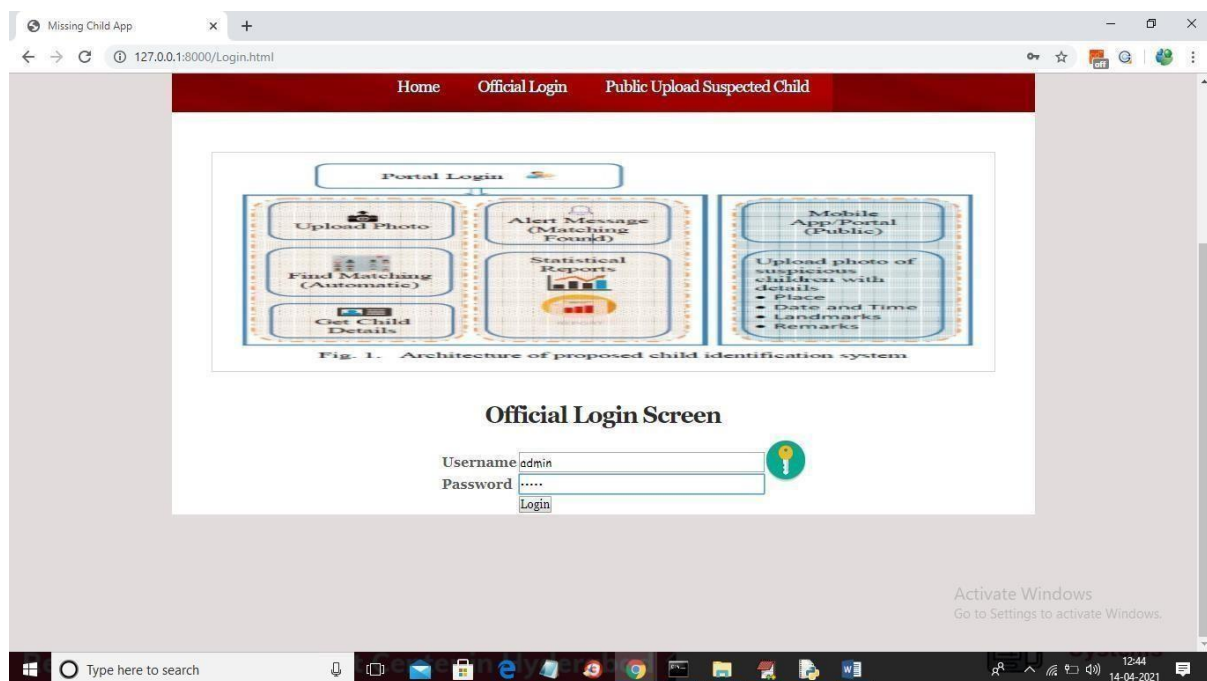 Missing Child App
127.0.0.1:8000/Login.html
off
Home Official Login Public Upload Suspected Child
Portal Login
Upload Photo
Find Matching
(Automatic)
Get Child
Details
Alert Message
(Matching
Found)
Statistical
Reports
Mobile
App/Portal
(Public)
Upload photo of
suspicious
children with
details
• Place
• Date and Time
• Landmarks
• Remarks
Fig. 1. Architecture of proposed child identification system
Official Login Screen
Username admin
Password .....
Login
Activate Windows
Go to Settings to activate Windows.
Type here to search
12:44
14-04-2021